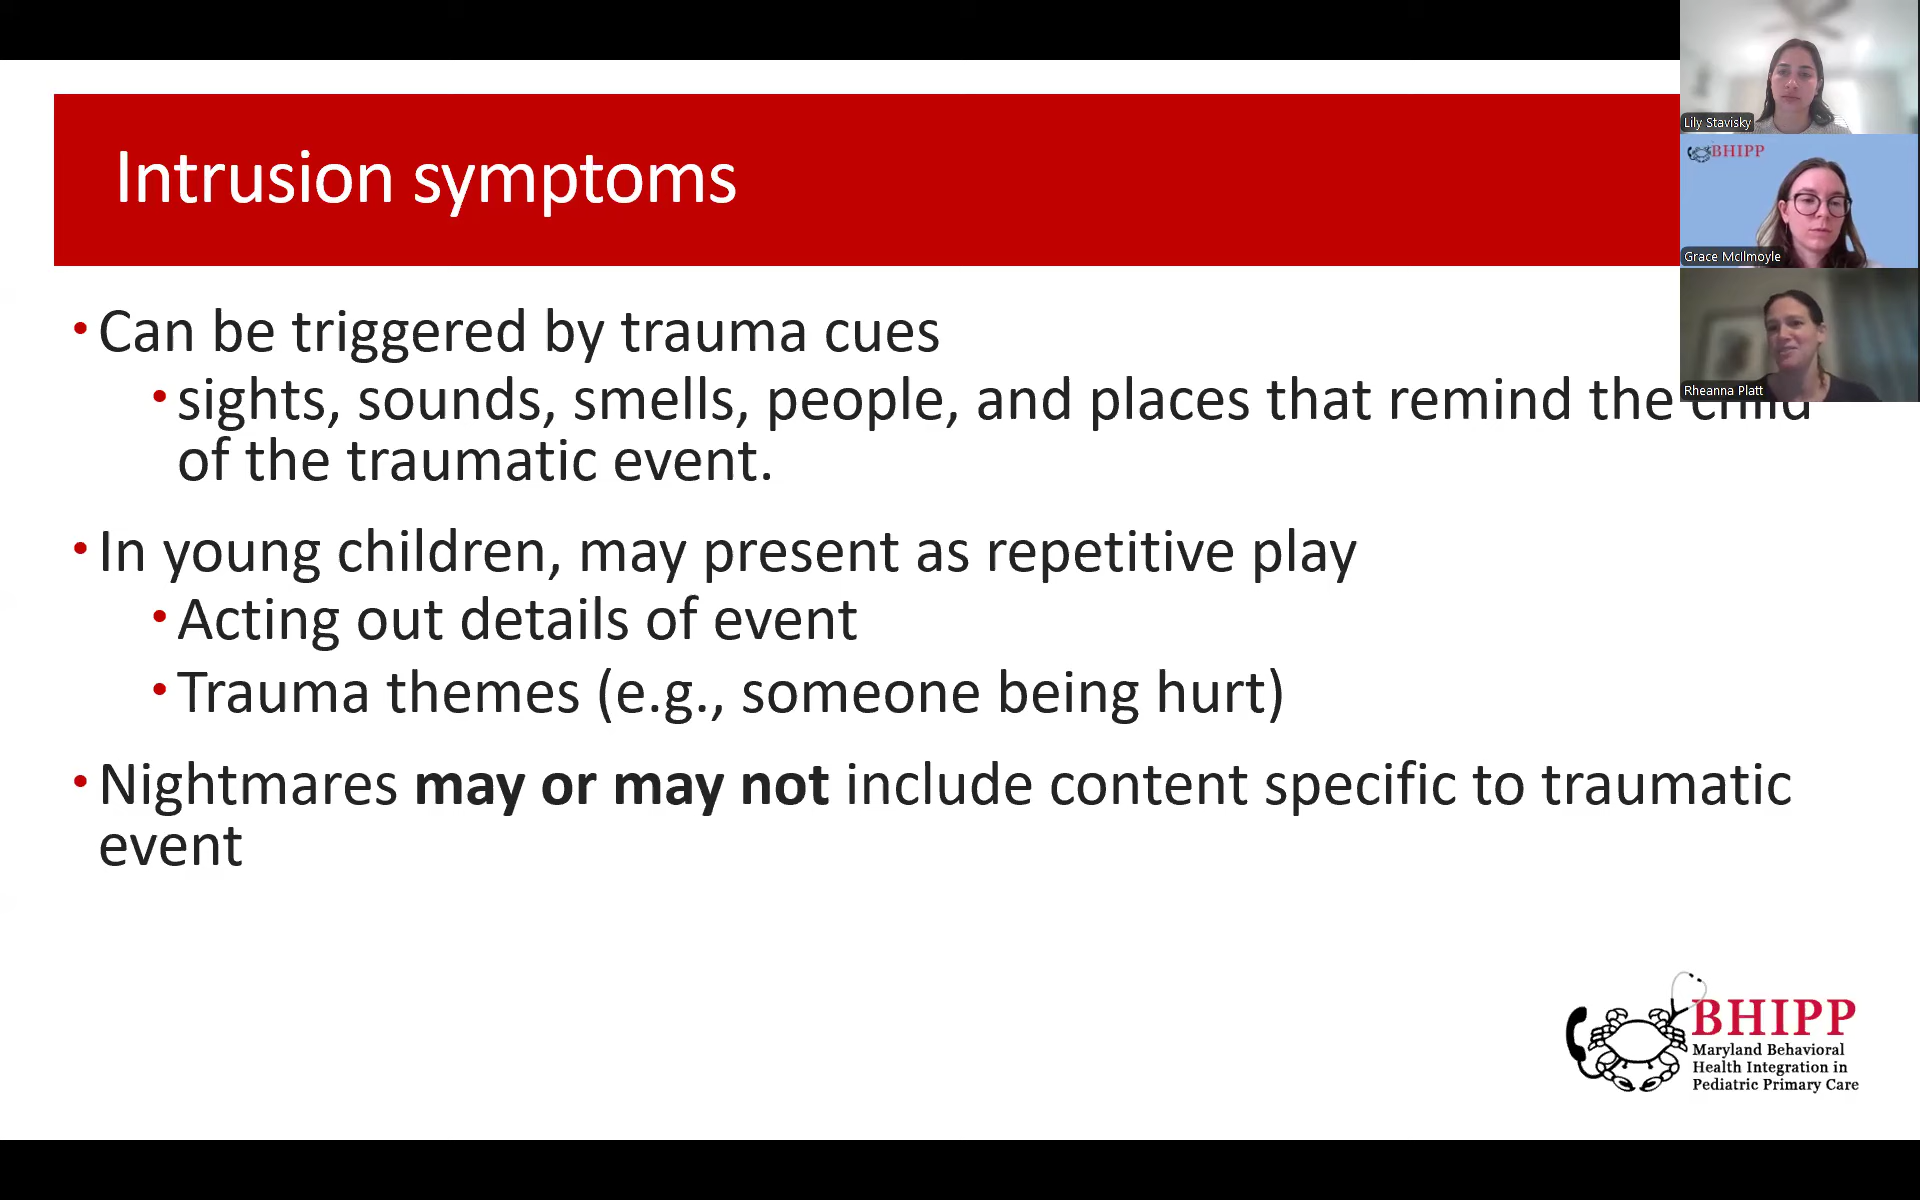 Intrusion symptoms
• Can be triggered by trauma cues
• sights, sounds, smells, people, and places that remind the child
of the traumatic event.
• In young children, may present as repetitive play
• Acting out details of event
• Trauma themes (e.g., someone being hurt)
• Nightmares may or may not include content specific to traumatic
event
Lily Stavisky
BHIPP
Grace McIlmoyle
Rheanna Platt
BHIPP
Maryland Behavioral
Health Integration in
Pediatric Primary Care